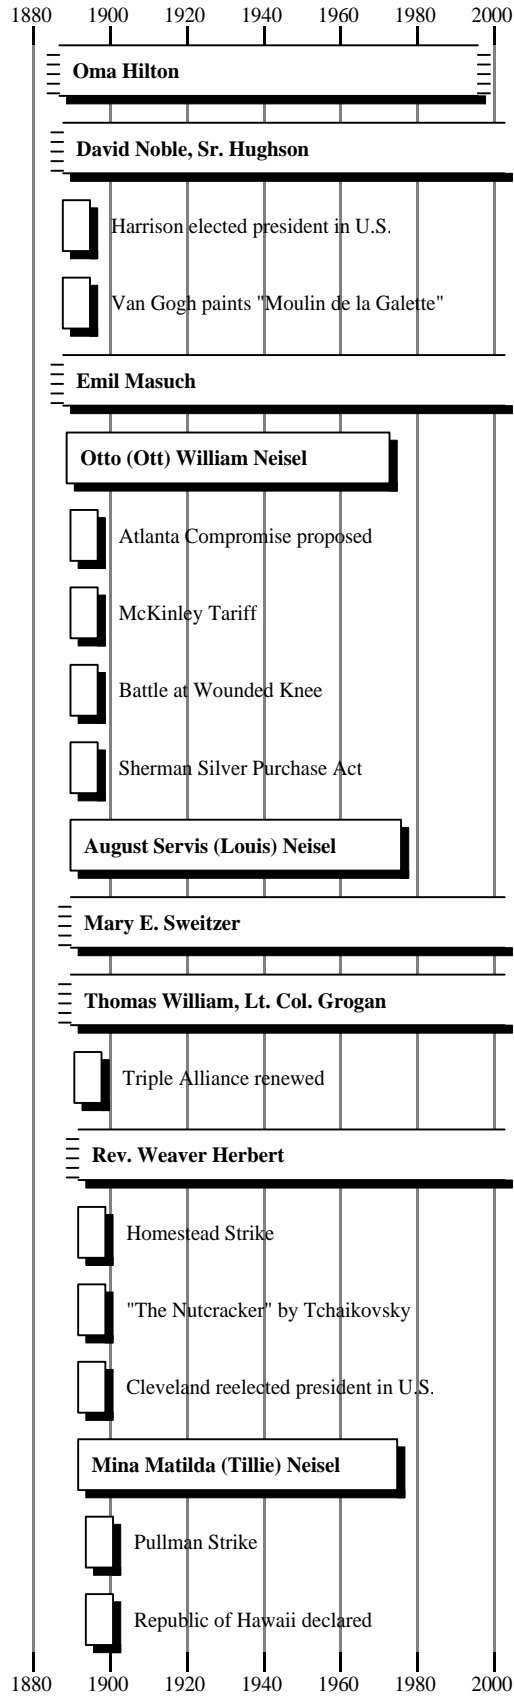 1880 1900 1920 1940 1960 1980 2000
Oma Hilton
David Noble, Sr. Hughson
Harrison elected president in U.S.
Van Gogh paints "Moulin de la Galette"
Emil Masuch
Otto (Ott) William Neisel
Atlanta Compromise proposed
McKinley Tariff
Battle at Wounded Knee
Sherman Silver Purchase Act
August Servis (Louis) Neisel
Mary E. Sweitzer
Thomas William, Lt. Col. Grogan
Triple Alliance renewed
Rev. Weaver Herbert
Homestead Strike
"The Nutcracker" by Tchaikovsky
Cleveland reelected president in U.S.
Mina Matilda (Tillie) Neisel
Pullman Strike
Republic of Hawaii declared
1880 1900 1920 1940 1960 1980 2000